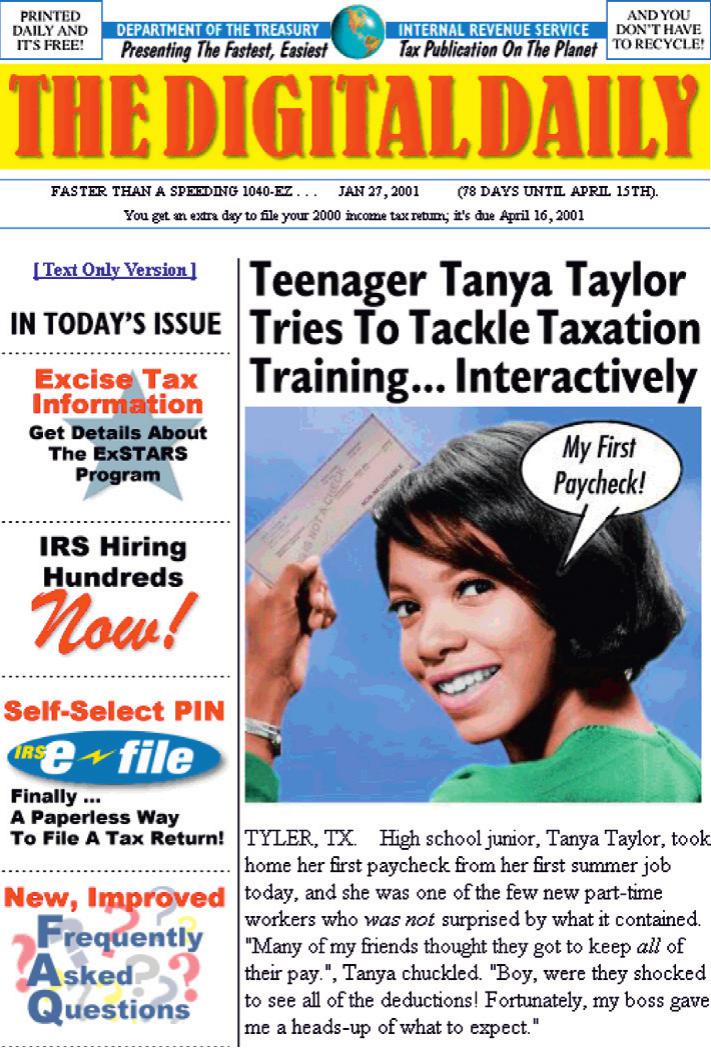 PRINTED
DAILY AND
IT'S FREE!
DEPARTMENT OF THE TREASURY
INTERNAL REVENUE SERVICE
Presenting The Fastest, Easiest
Tax Publication On The Planet
AND YOU
DON'T HAVE
TO RECYCLE!
THE DIGITAL DAILY
FASTER THAN A SPEEDING 1040-EZ . . . JAN 27, 2001 (78 DAYS UNTIL APRIL 15TH).
You get an extra day to file your 2000 income tax return; it's due April 16, 2001
[ Text Only Version ]
IN TODAY'S ISSUE
Excise Tax
Information
Get Details About
The ExSTARS
Program
IRS Hiring
Hundreds
Now!
Self-Select PIN
IRS e file
Finally ...
A Paperless Way
To File A Tax Return!
New, Improved
Frequently
Asked
Questions
Teenager Tanya Taylor
Tries To Tackle Taxation
Training... Interactively
THIS IS NOT A CHECK
NON-NEGOTIABLE
My First
Paycheck!
TYLER, TX. High school junior, Tanya Taylor, took
home her first paycheck from her first summer job
today, and she was one of the few new part-time
workers who was not surprised by what it contained.
"Many of my friends thought they got to keep all of
their pay.", Tanya chuckled. "Boy, were they shocked
to see all of the deductions! Fortunately, my boss gave
me a heads-up of what to expect."